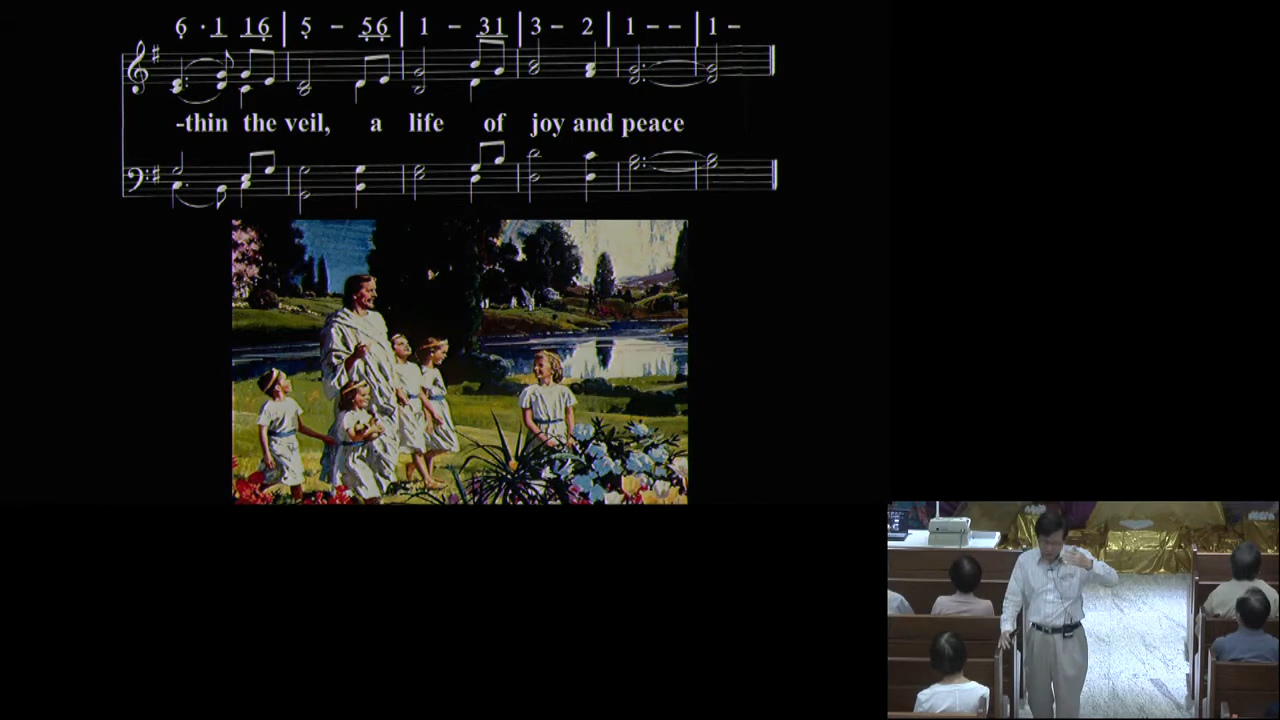 6 · 1 16 | 5 – 56 | 1 – 31 | 3 – 2 | 1 – – | 1 –
-thin the veil, a life of joy and peace